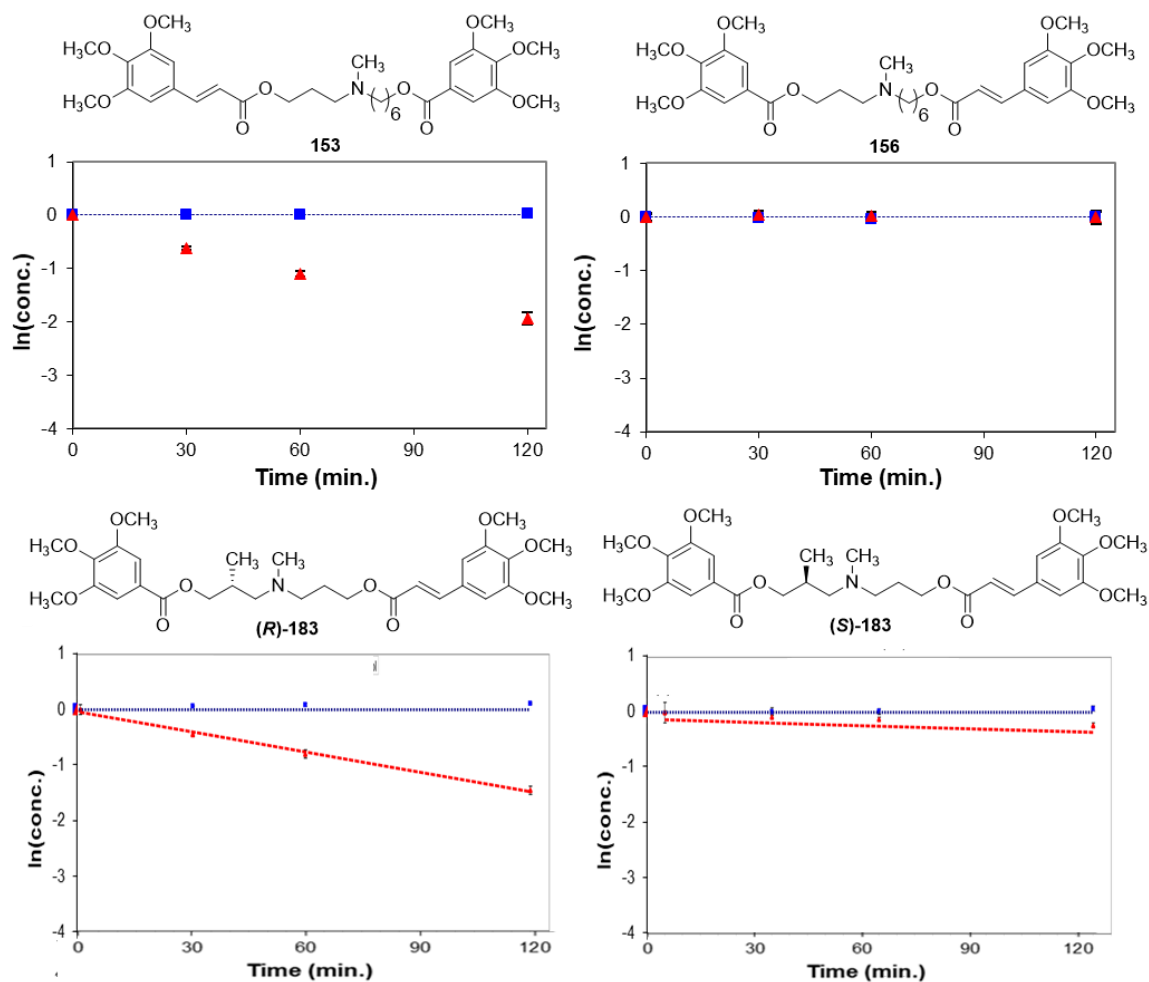 OCH3 OCH3
H3CO CH3 OCH3
H3CO O N O OCH3
( )6
O O
153
OCH3 OCH3
H3CO CH3 OCH3
H3CO O N O OCH3
( )6
O O
156
1
0
-1
-2
-3
-4
ln(conc.)
0 30 60 90 120
Time (min.)
1
0
-1
-2
-3
-4
ln(conc.)
0 30 60 90 120
Time (min.)
OCH3 OCH3
H3CO CH3 CH3 OCH3
H3CO O N O OCH3
O O
(R)-183
OCH3 OCH3
H3CO CH3 CH3 OCH3
H3CO O N O OCH3
O O
(S)-183
1
0
-1
-2
-3
-4
ln(conc.)
0 30 60 90 120
Time (min.)
1
0
-1
-2
-3
-4
ln(conc.)
0 30 60 90 120
Time (min.)